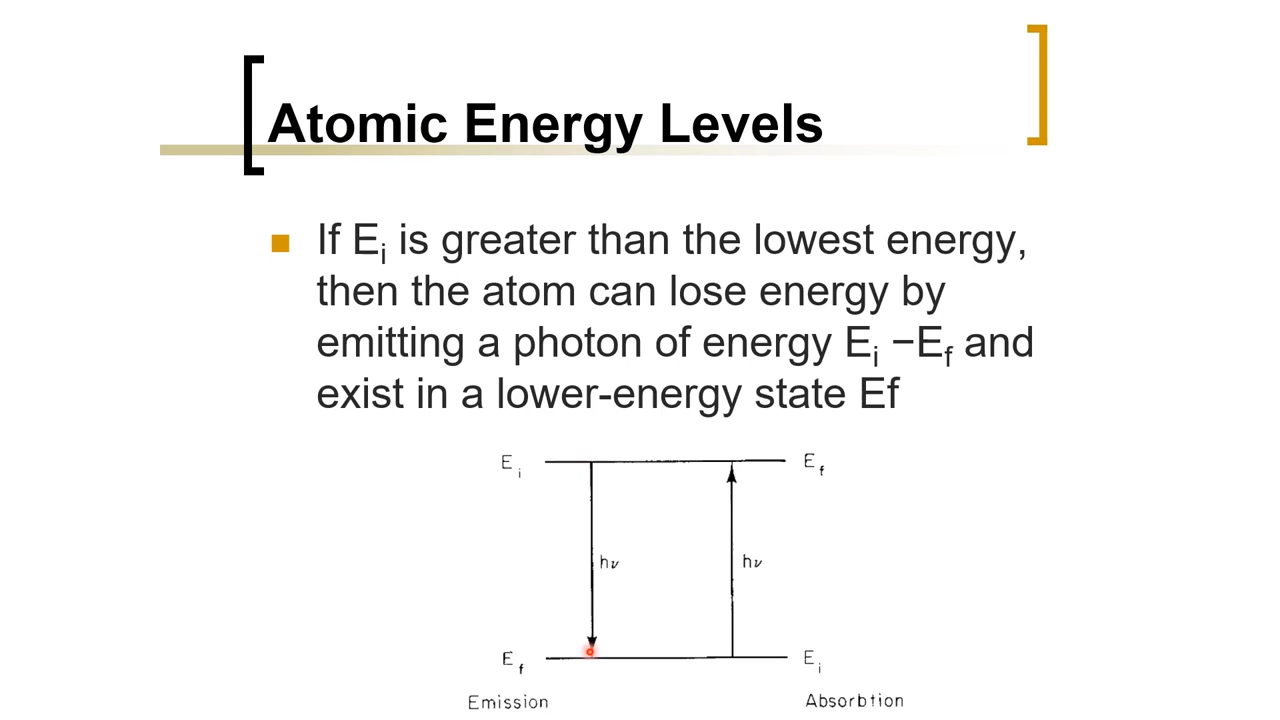 Atomic Energy Levels
If Ei is greater than the lowest energy,
then the atom can lose energy by
emitting a photon of energy Ei −Ef and
exist in a lower-energy state Ef
Ei Ef
hν hν
Ef Ei
Emission Absorbtion